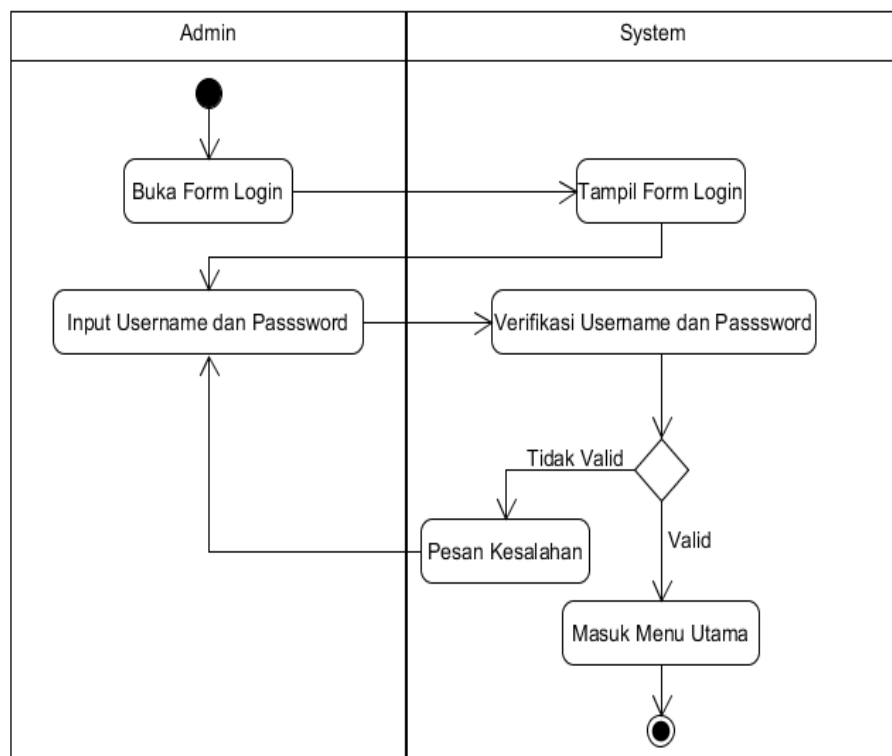 Admin
System
Buka Form Login
Tampil Form Login
Input Username dan Passsword
Verifikasi Username dan Passsword
Tidak Valid
Pesan Kesalahan
Valid
Masuk Menu Utama